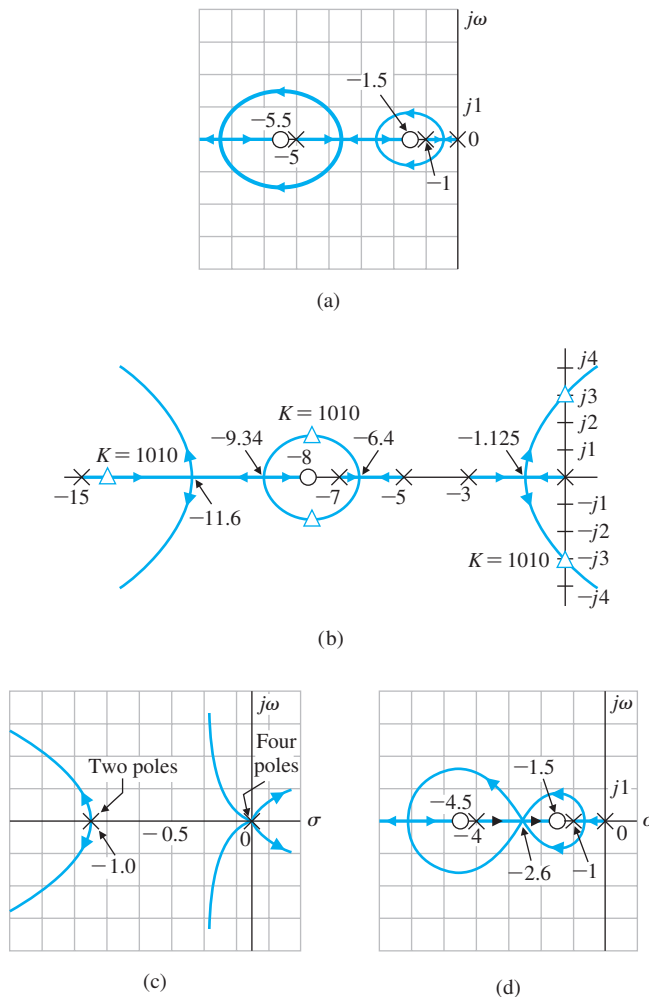 jω
−1.5
j1
−5.5
−5
0
−1
(a)
j4
j3
K = 1010
j2
−9.34
−6.4
−1.125
K = 1010
−8
j1
−15
−7
−5
−3
−11.6
−j1
−j2
K = 1010
−j3
−j4
(b)
jω
Four
poles
Two poles
σ
−0.5
0
−1.0
(c)
jω
−1.5
j1
−4.5
σ
−4
0
−2.6
−1
(d)